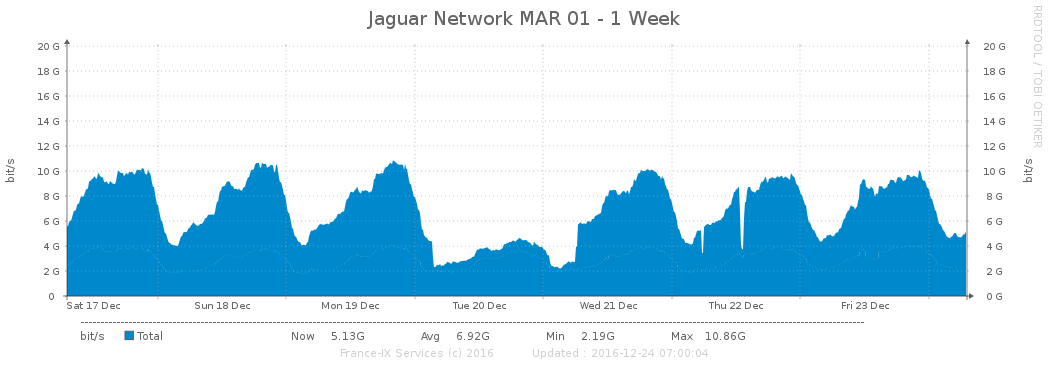 Jaguar Network MAR 01 - 1 Week
RRDTOOL / TOBI OETIKER
bit/s
bit/s
20 G 20 G
18 G 18 G
16 G 16 G
14 G 14 G
12 G 12 G
10 G 10 G
8 G 8 G
6 G 6 G
4 G 4 G
2 G 2 G
0 0 G
Sat 17 Dec Sun 18 Dec Mon 19 Dec Tue 20 Dec Wed 21 Dec Thu 22 Dec Fri 23 Dec
bit/s Total Now 5.13G Avg 6.92G Min 2.19G Max 10.86G
France-IX Services (c) 2016 Updated : 2016-12-24 07:00:04